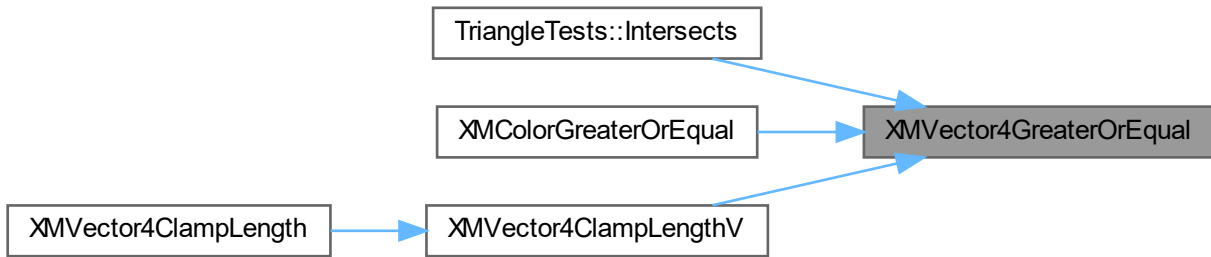 TriangleTests::Intersects
XMColorGreaterOrEqual
XMVector4GreaterOrEqual
XMVector4ClampLength
XMVector4ClampLengthV